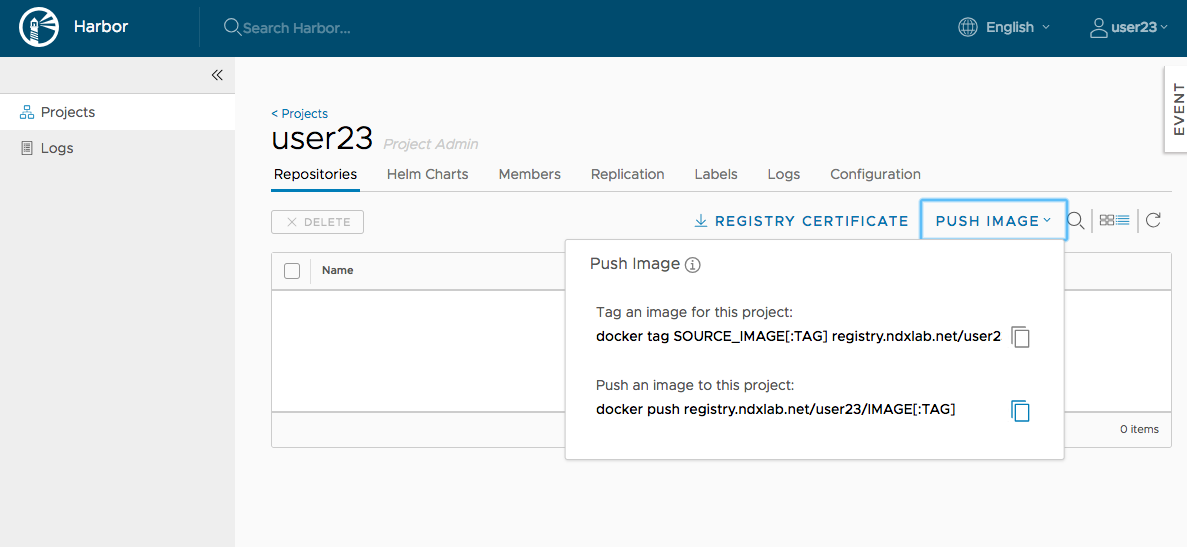 Harbor
Search Harbor...
English
user23
Projects
Logs
EVENT
< Projects
user23 Project Admin
Repositories Helm Charts Members Replication Labels Logs Configuration
DELETE
REGISTRY CERTIFICATE
PUSH IMAGE
Name
Push Image
Tag an image for this project:
docker tag SOURCE_IMAGE[:TAG] registry.ndxlab.net/user2
Push an image to this project:
docker push registry.ndxlab.net/user23/IMAGE[:TAG]
0 items